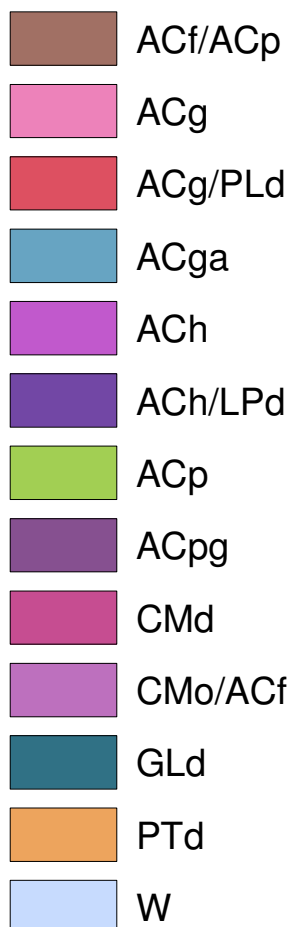 ACf/ACp
ACg
ACg/PLd
ACga
ACh
ACh/LPd
ACp
ACpg
CMd
CMo/ACf
GLd
PTd
W